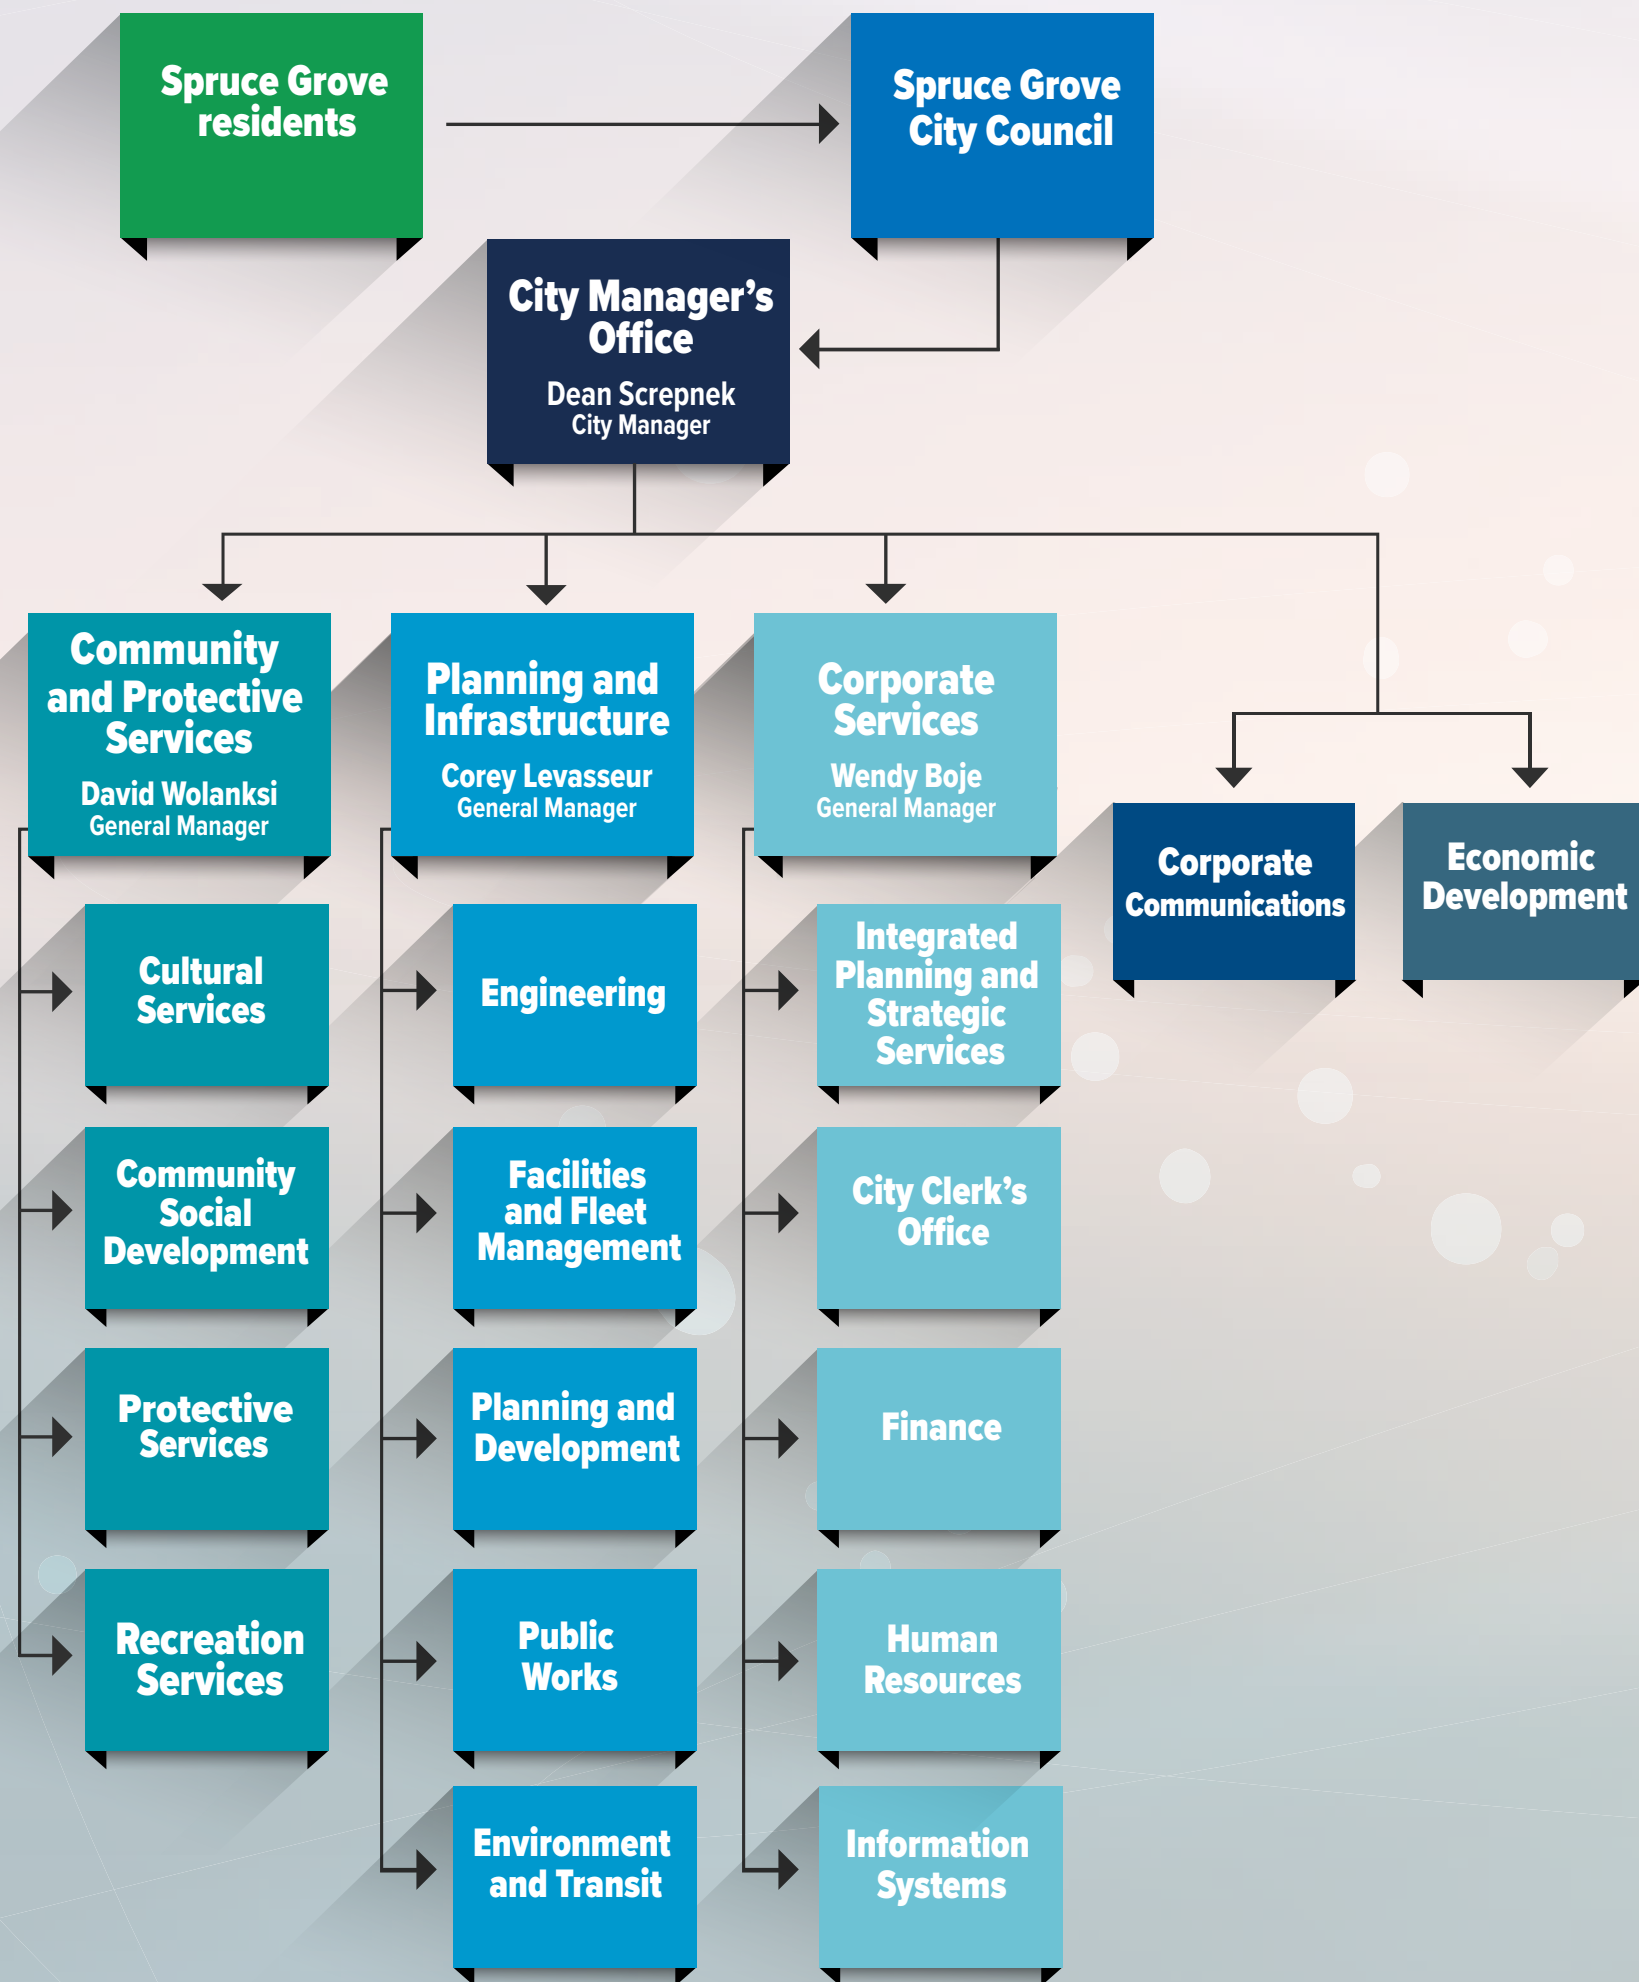 Spruce Grove
residents
Spruce Grove
City Council
City Manager’s
Office
Dean Screpnek
City Manager
Community
and Protective
Services
David Wolanksi
General Manager
Planning and
Infrastructure
Corey Levasseur
General Manager
Corporate
Services
Wendy Boje
General Manager
Corporate
Communications
Economic
Development
Cultural
Services
Engineering
Integrated
Planning and
Strategic
Services
Community
Social
Development
Facilities
and Fleet
Management
City Clerk’s
Office
Protective
Services
Planning and
Development
Finance
Recreation
Services
Public
Works
Human
Resources
Environment
and Transit
Information
Systems